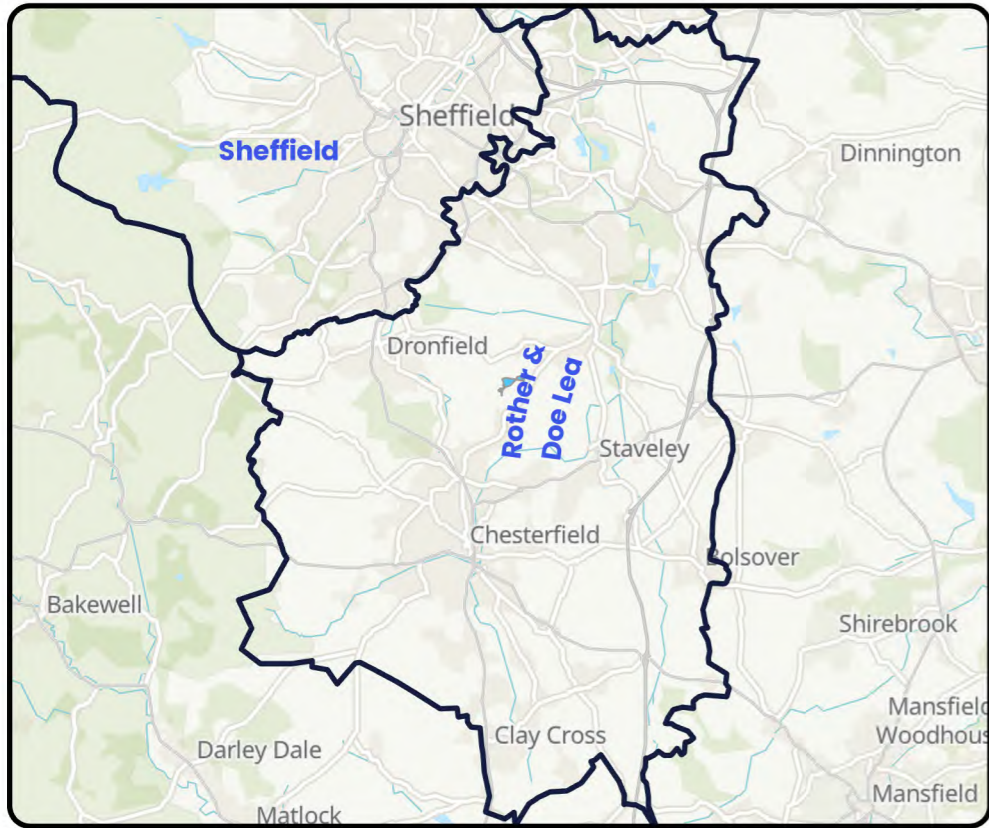 Sheffield
Sheffield
Dinnington
Dronfield
Rother &
Doe Lea
Staveley
Chesterfield
Bolsover
Bakewell
Shirebrook
Mansfield
Woodhous
Clay Cross
Darley Dale
Mansfield
Matlock